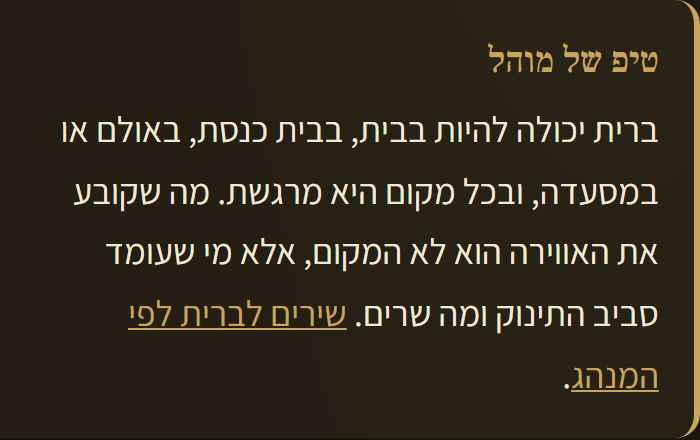 טיפ של מוהל
ברית יכולה להיות בבית, בבית כנסת, באולם או
במסעדה, ובכל מקום היא מרגשת. מה שקובע
את האווירה הוא לא המקום, אלא מי שעומד
סביב התינוק ומה שרים. שירים לברית לפי
המנהג.